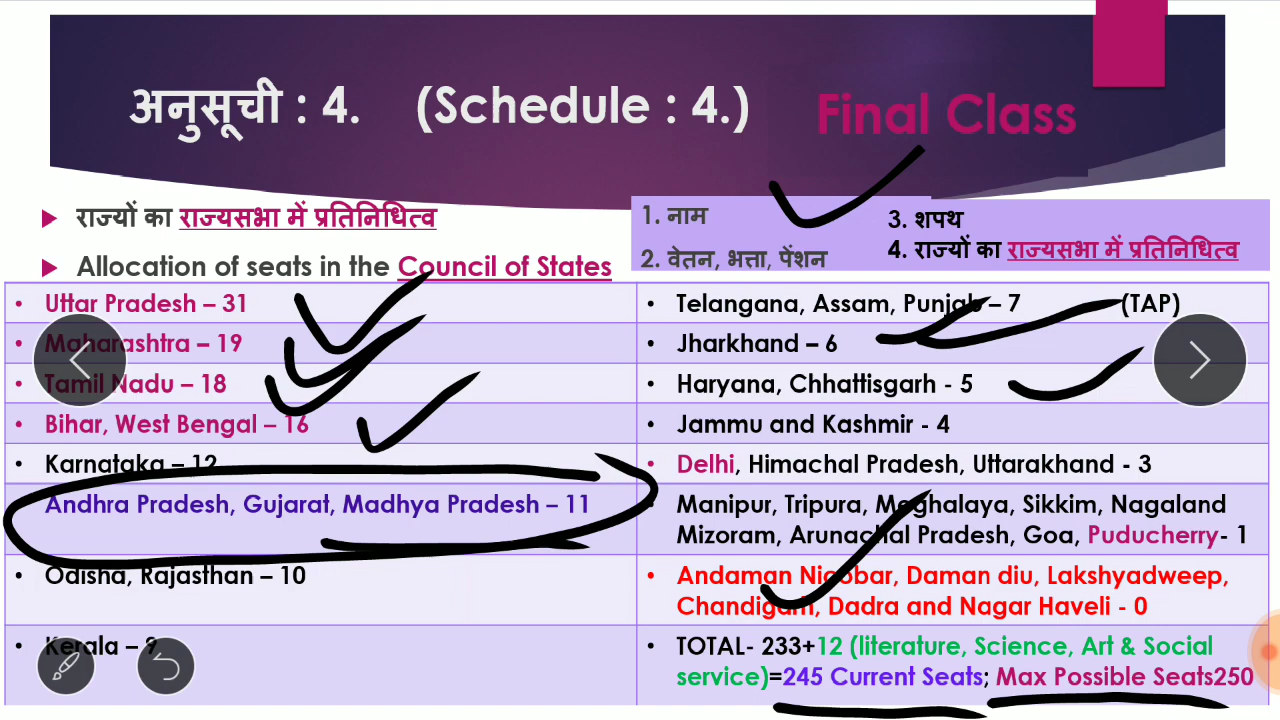 अनुसूची : 4. (Schedule : 4.) Final Class
राज्यों का राज्यसभा में प्रतिनिधित्व
Allocation of seats in the Council of States
1. नाम
2. वेतन, भत्ता, पेंशन
3. शपथ
4. राज्यों का राज्यसभा में प्रतिनिधित्व
Uttar Pradesh – 31
Maharashtra – 19
Tamil Nadu – 18
Bihar, West Bengal – 16
Karnataka – 12
Andhra Pradesh, Gujarat, Madhya Pradesh – 11
Odisha, Rajasthan – 10
Kerala – 9
Telangana, Assam, Punjab – 7 (TAP)
Jharkhand – 6
Haryana, Chhattisgarh - 5
Jammu and Kashmir - 4
Delhi, Himachal Pradesh, Uttarakhand - 3
Manipur, Tripura, Meghalaya, Sikkim, Nagaland
Mizoram, Arunachal Pradesh, Goa, Puducherry- 1
Andaman Nicobar, Daman diu, Lakshyadweep,
Chandigarh, Dadra and Nagar Haveli - 0
TOTAL- 233+12 (literature, Science, Art & Social
service)=245 Current Seats; Max Possible Seats250